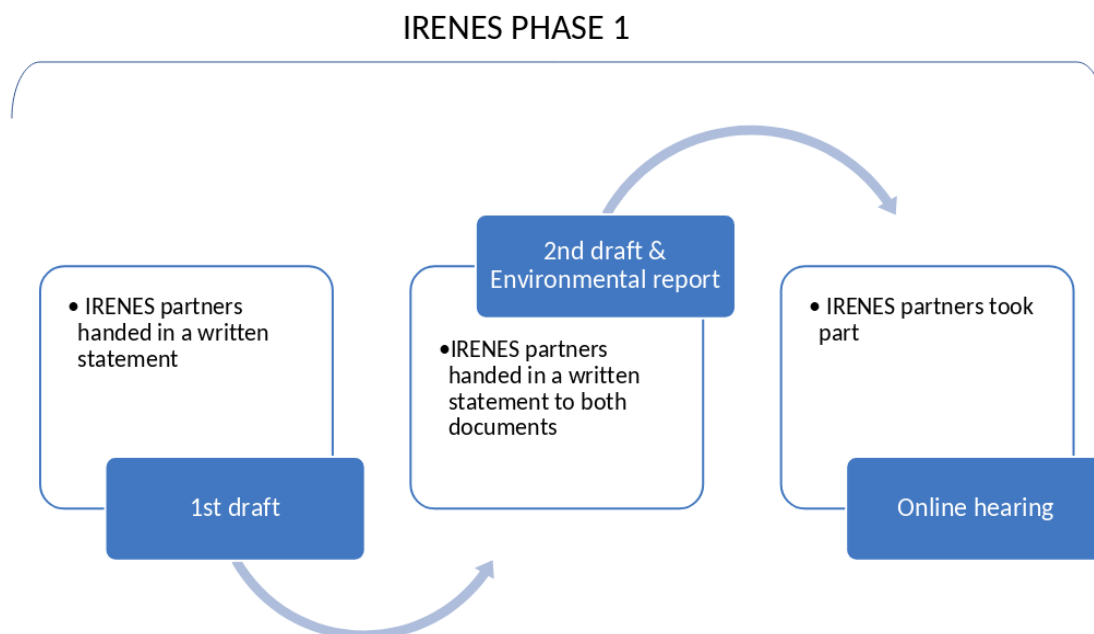 IRENES PHASE 1
• IRENES partners
handed in a written
statement
1st draft
2nd draft &
Environmental report
•IRENES partners
handed in a written
statement to both
documents
• IRENES partners took
part
Online hearing